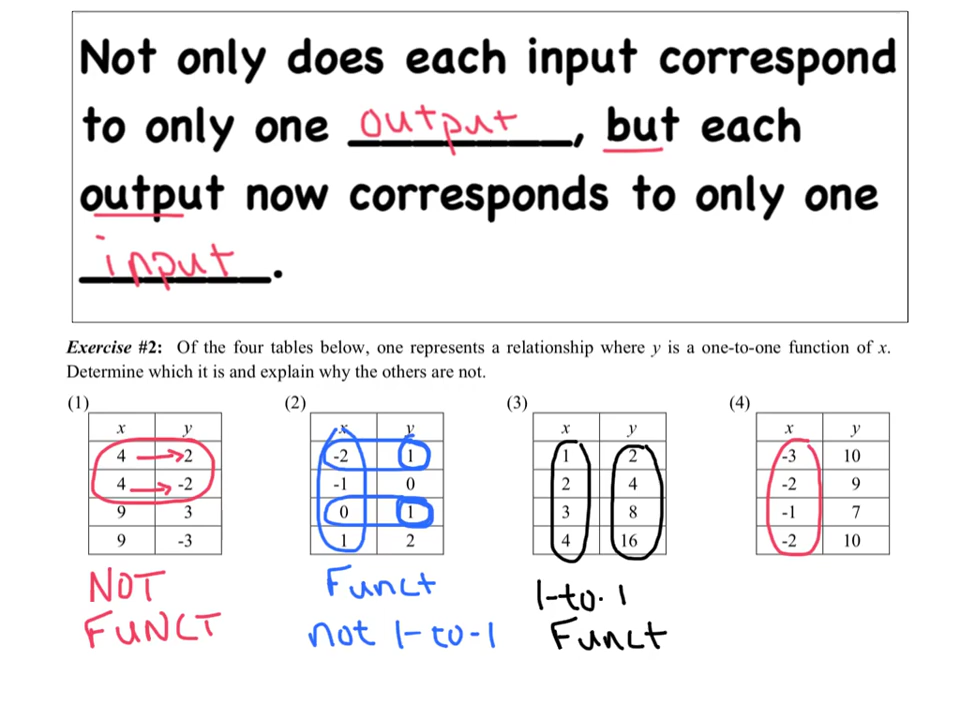 Not only does each input correspond
to only one output, but each
output now corresponds to only one
input.
Exercise #2: Of the four tables below, one represents a relationship where y is a one-to-one function of x.
Determine which it is and explain why the others are not.
(1) (2) (3) (4)
x y x y x y x y
4 2 -2 1 1 2 -3 10
4 -2 -1 0 2 4 -2 9
9 3 0 1 3 8 -1 7
9 -3 1 2 4 16 -2 10
NOT Funct 1-to-1
FUNCT not 1-to-1 Funct